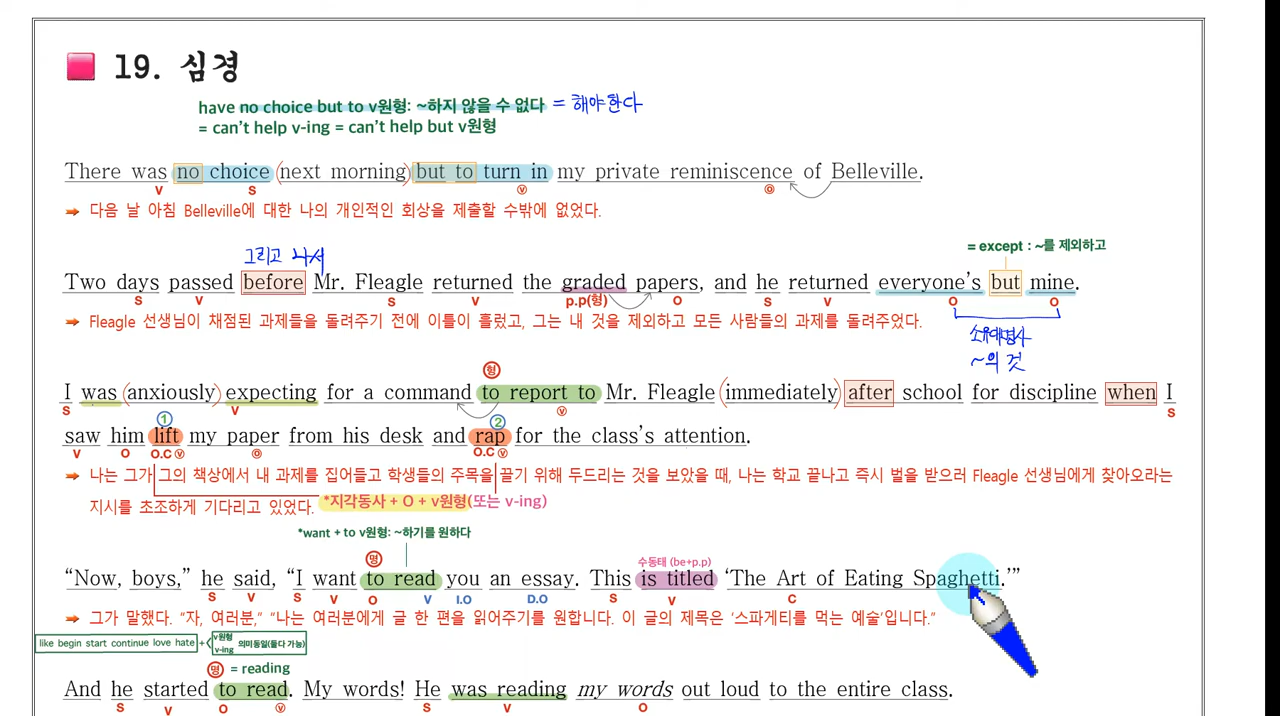 19. 심경
have no choice but to v원형: ~하지 않을 수 없다 = 해야한다
= can't help v-ing = can't help but v원형
There was no choice (next morning) but to turn in my private reminiscence of Belleville.
V S ⓥ ⓞ
➡ 다음 날 아침 Belleville에 대한 나의 개인적인 회상을 제출할 수밖에 없었다.
그리고 나서 = except : ~를 제외하고
Two days passed before Mr. Fleagle returned the graded papers, and he returned everyone's but mine.
S V S V p.p(형) O S V O O
➡ Fleagle 선생님이 채점된 과제들을 돌려주기 전에 이틀이 흘렀고, 그는 내 것을 제외하고 모든 사람들의 과제를 돌려주었다.
소유대명사
~의 것
형
I was (anxiously) expecting for a command to report to Mr. Fleagle (immediately) after school for discipline when I
S V ⓥ S
① ②
saw him lift my paper from his desk and rap for the class's attention.
V O O.C ⓥ ⓞ O.C ⓥ
➡ 나는 그가 그의 책상에서 내 과제를 집어들고 학생들의 주목을 끌기 위해 두드리는 것을 보았을 때, 나는 학교 끝나고 즉시 벌을 받으러 Fleagle 선생님에게 찾아오라는
지시를 초조하게 기다리고 있었다. *지각동사 + O + v원형(또는 v-ing)
*want + to v원형: ~하기를 원하다
명 수동태 (be+p.p)
“Now, boys,” he said, “I want to read you an essay. This is titled ‘The Art of Eating Spaghetti.’”
S V S V O V I.O D.O S V C
➡ 그가 말했다. “자, 여러분,” “나는 여러분에게 글 한 편을 읽어주기를 원합니다. 이 글의 제목은 ‘스파게티를 먹는 예술’입니다.”
like begin start continue love hate + < v원형 v-ing 의미동일(둘다 가능)
명 = reading
And he started to read. My words! He was reading my words out loud to the entire class.
S V O ⓥ S V O